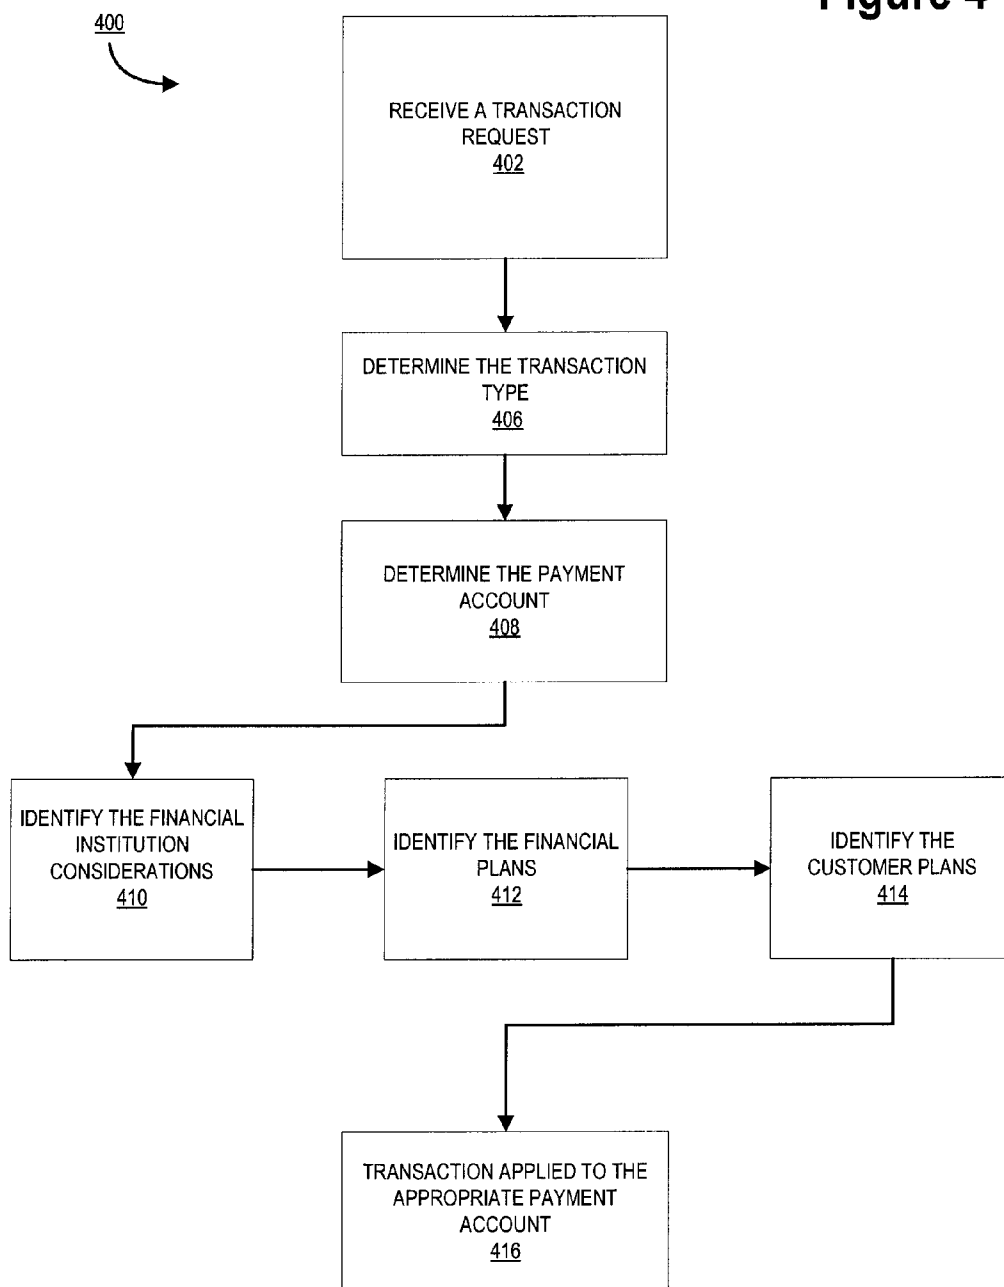 Figure 4
400
RECEIVE A TRANSACTION
REQUEST
402
DETERMINE THE TRANSACTION
TYPE
406
DETERMINE THE PAYMENT
ACCOUNT
408
IDENTIFY THE FINANCIAL
INSTITUTION
CONSIDERATIONS
410
IDENTIFY THE FINANCIAL
PLANS
412
IDENTIFY THE
CUSTOMER PLANS
414
TRANSACTION APPLIED TO THE
APPROPRIATE PAYMENT
ACCOUNT
416